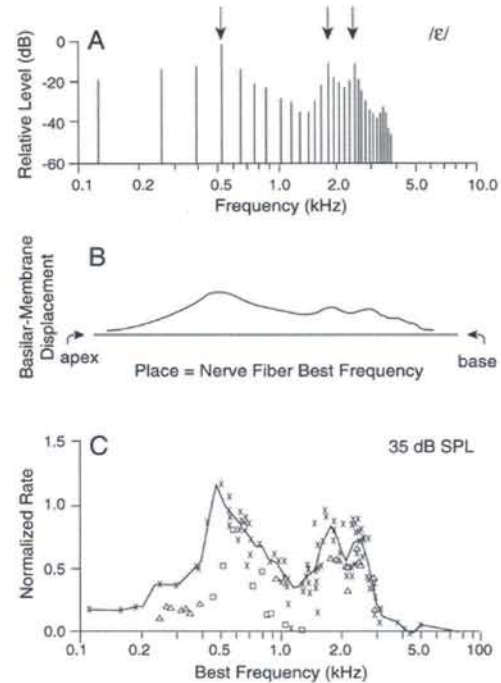 A
/ε/
Relative Level (dB)
0
-20
-40
-60
0.1 0.2 0.5 1.0 2.0 5.0 10.0
Frequency (kHz)
B
Basilar-Membrane
Displacement
apex
base
Place = Nerve Fiber Best Frequency
C
35 dB SPL
Normalized Rate
1.5
1.0
0.5
0.0
0.1 0.2 0.5 1.0 2.0 5.0 10.0
Best Frequency (kHz)